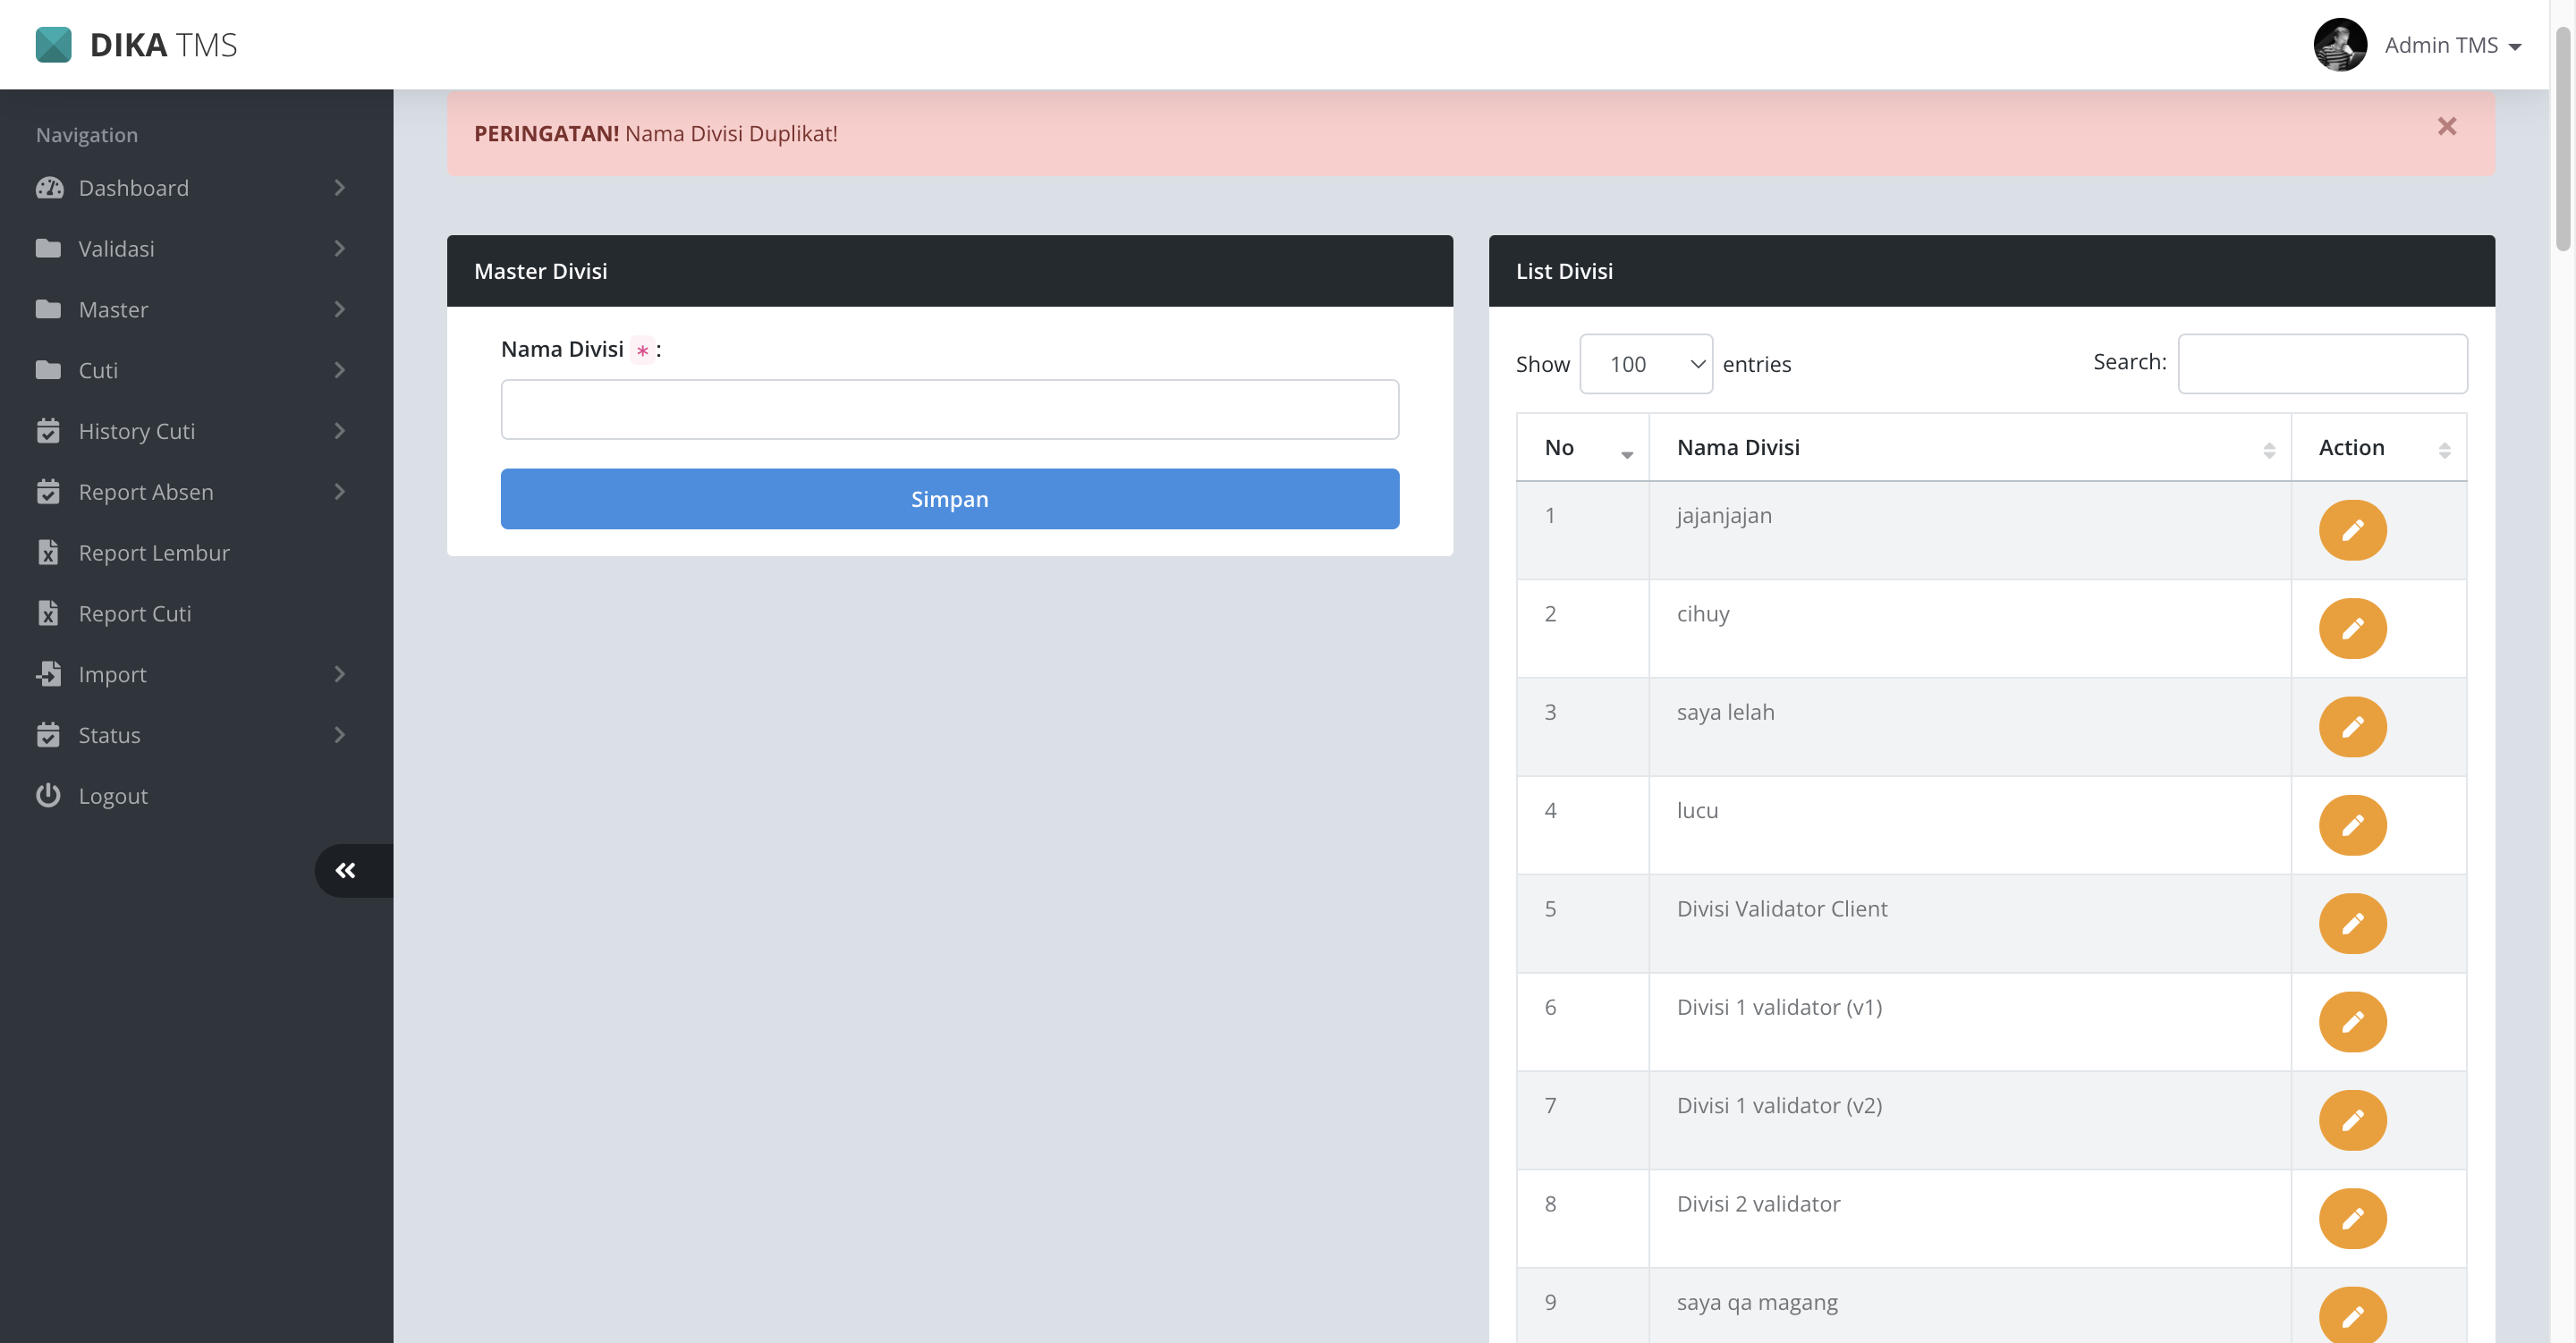 DIKA TMS
Admin TMS
Navigation
Dashboard
Validasi
Master
Cuti
History Cuti
Report Absen
Report Lembur
Report Cuti
Import
Status
Logout
PERINGATAN! Nama Divisi Duplikat!
Master Divisi
Nama Divisi * :
Simpan
List Divisi
Show 100 entries
Search:
No Nama Divisi Action
1 jajanjajan
2 cihuy
3 saya lelah
4 lucu
5 Divisi Validator Client
6 Divisi 1 validator (v1)
7 Divisi 1 validator (v2)
8 Divisi 2 validator
9 saya qa magang